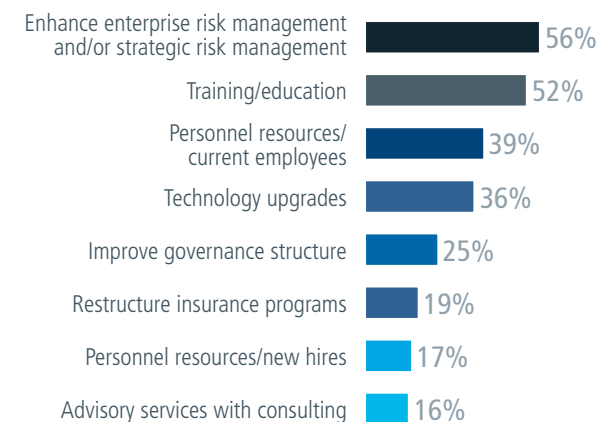 Enhance enterprise risk management
and/or strategic risk management
56%
Training/education
52%
Personnel resources/
current employees
39%
Technology upgrades
36%
Improve governance structure
25%
Restructure insurance programs
19%
Personnel resources/new hires
17%
Advisory services with consulting
16%